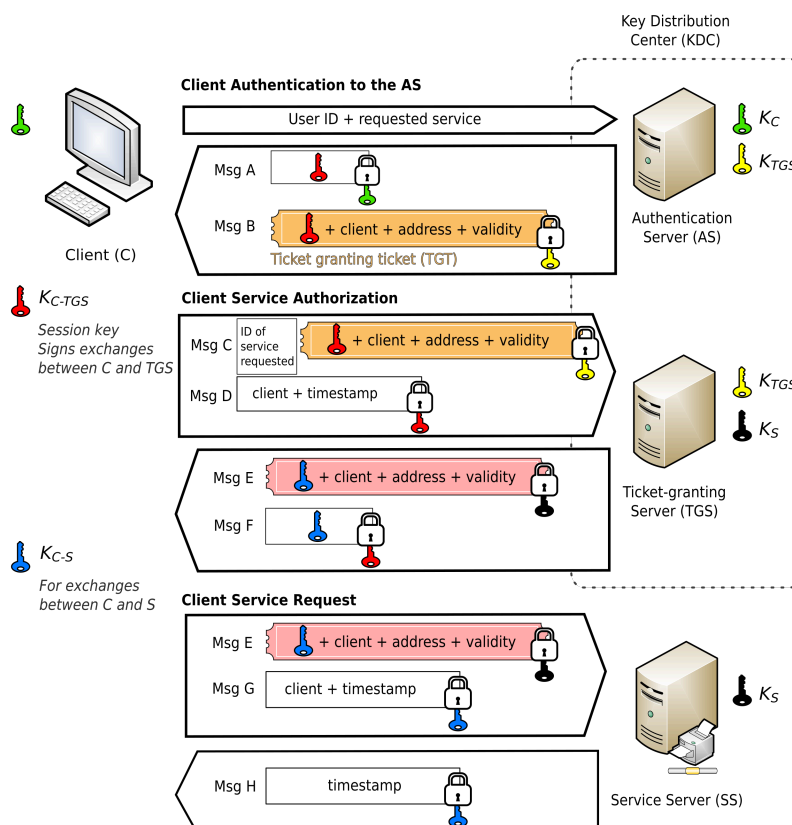 Key Distribution
Center (KDC)
Client Authentication to the AS
User ID + requested service
K_C
K_TGS
Msg A
Msg B
+ client + address + validity
Ticket granting ticket (TGT)
Authentication
Server (AS)
Client (C)
K_C-TGS
Session key
Signs exchanges
between C and TGS
Client Service Authorization
Msg C
ID of
service
requested
+ client + address + validity
Msg D
client + timestamp
K_TGS
K_S
Ticket-granting
Server (TGS)
Msg E
+ client + address + validity
Msg F
K_C-S
For exchanges
between C and S
Client Service Request
Msg E
+ client + address + validity
Msg G
client + timestamp
K_S
Service Server (SS)
Msg H
timestamp